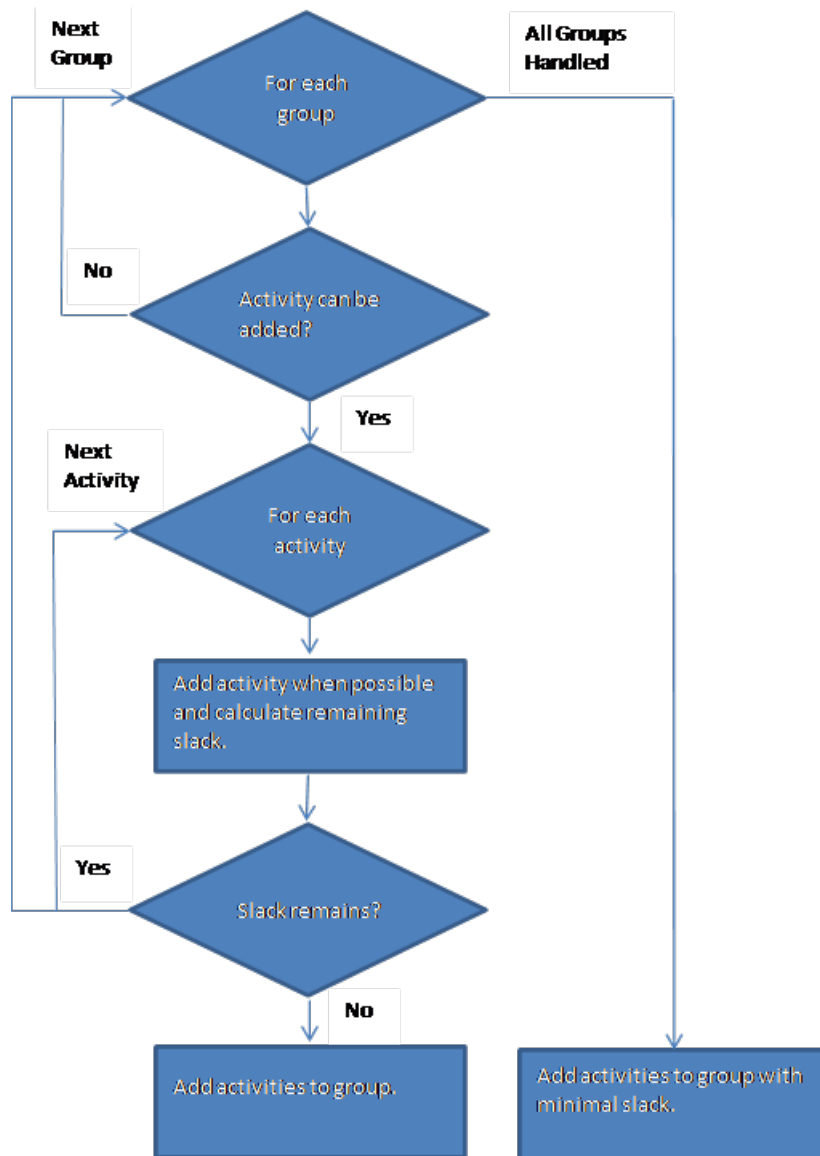 Next
Group
All Groups
Handled
For each
group
No
Activity can be
added?
Yes
Next
Activity
For each
activity
Add activity when possible
and calculate remaining
slack.
Yes
Slack remains?
No
Add activities to group.
Add activities to group with
minimal slack.